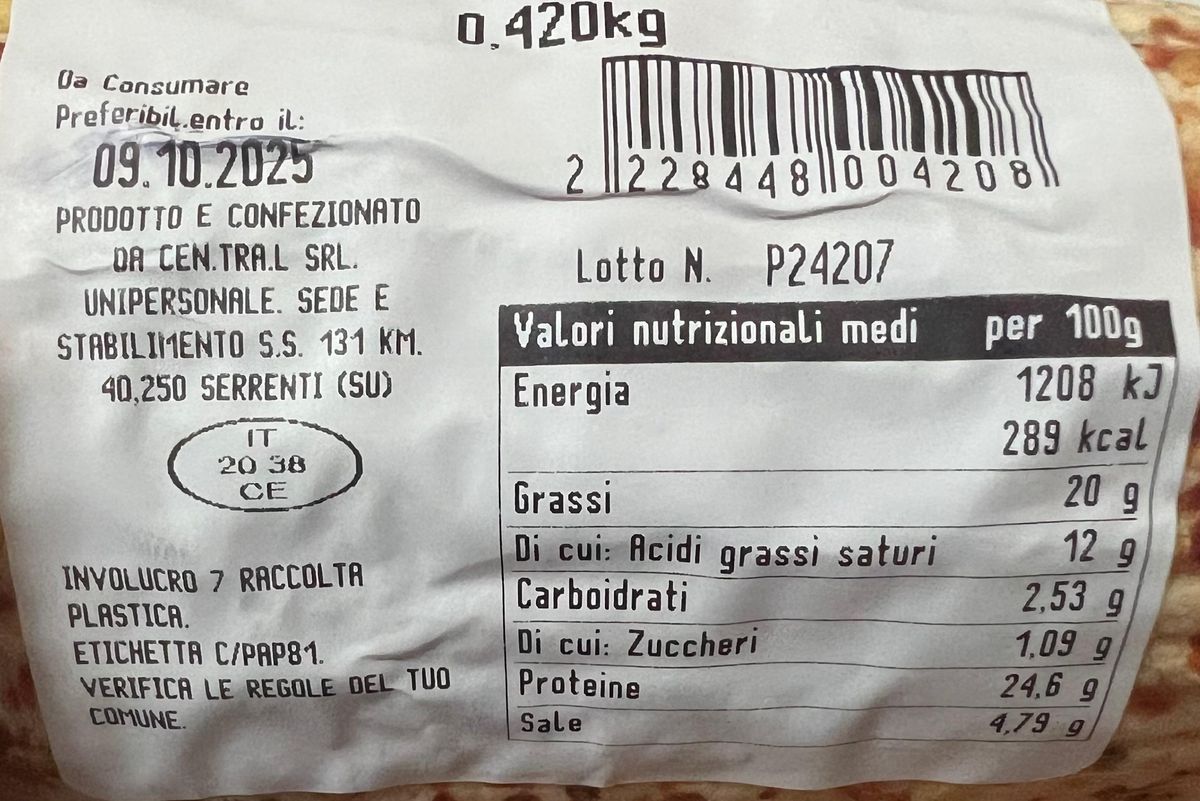 0,420kg
Da Consumare
Preferibil.entro il:
09.10.2025
PRODOTTO E CONFEZIONATO
DA CEN.TRA.L SRL.
UNIPERSONALE. SEDE E
STABILIMENTO S.S. 131 KM.
40,250 SERRENTI (SU)
IT
20 38
CE
INVOLUCRO 7 RACCOLTA
PLASTICA.
ETICHETTA C/PAP81.
VERIFICA LE REGOLE DEL TUO
COMUNE.
2 228448 004208
Lotto N. P24207
Valori nutrizionali medi per 100g
Energia 1208 kJ
289 kcal
Grassi 20 g
Di cui: Acidi grassi saturi 12 g
Carboidrati 2,53 g
Di cui: Zuccheri 1,09 g
Proteine 24,6 g
Sale 4,79 g